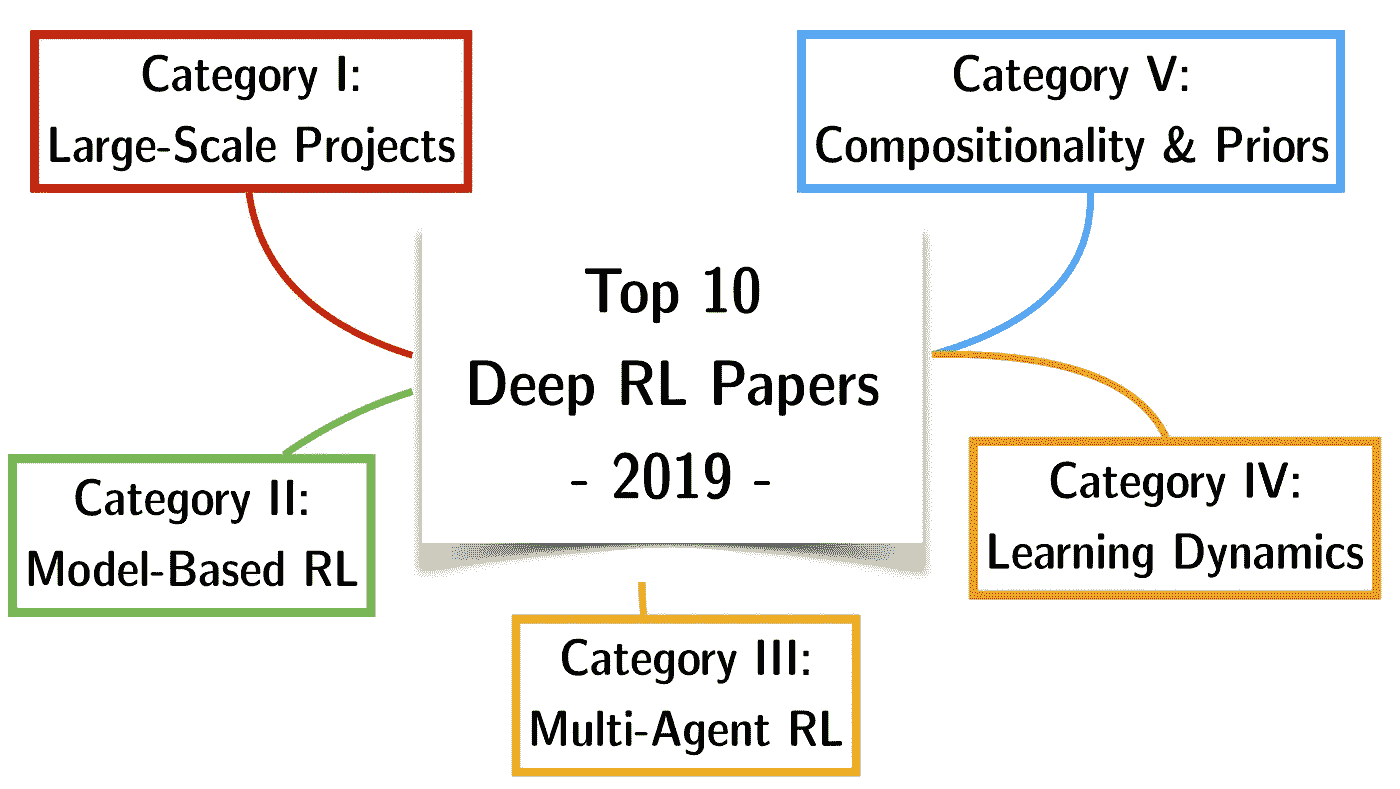 Category I:
Large-Scale Projects
Category V:
Compositionality & Priors
Top 10
Deep RL Papers
- 2019 -
Category II:
Model-Based RL
Category IV:
Learning Dynamics
Category III:
Multi-Agent RL